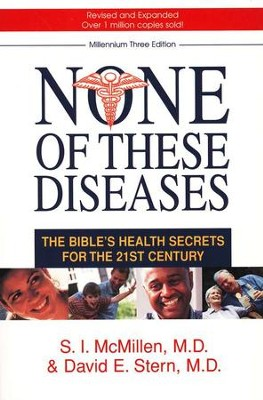 Revised and Expanded
Over 1 million copies sold!
Millennium Three Edition
NONE
OF THESE
DISEASES
THE BIBLE'S HEALTH SECRETS
FOR THE 21ST CENTURY
S. I. McMillen, M.D.
& David E. Stern, M.D.